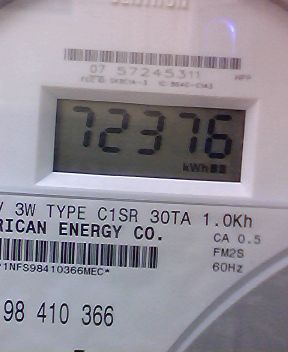 07 57245311
72376
kWh
V 3W TYPE C1SR 30TA 1.0Kh
RICAN ENERGY CO.
CA 0.5
FM2S
60Hz
*1NFS98410366MEC*
98 410 366